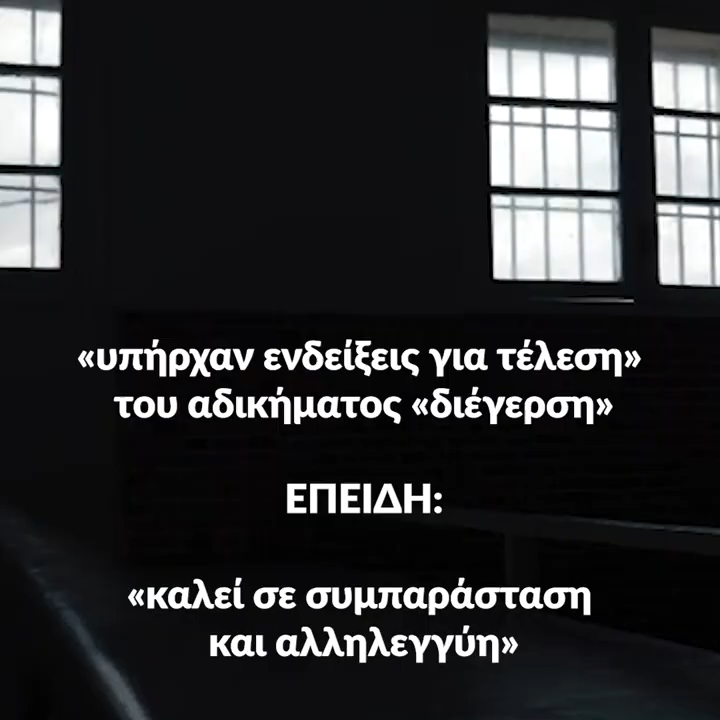 «υπήρχαν ενδείξεις για τέλεση»
του αδικήματος «διέγερση»
ΕΠΕΙΔΗ:
«καλεί σε συμπαράσταση
και αλληλεγγύη»